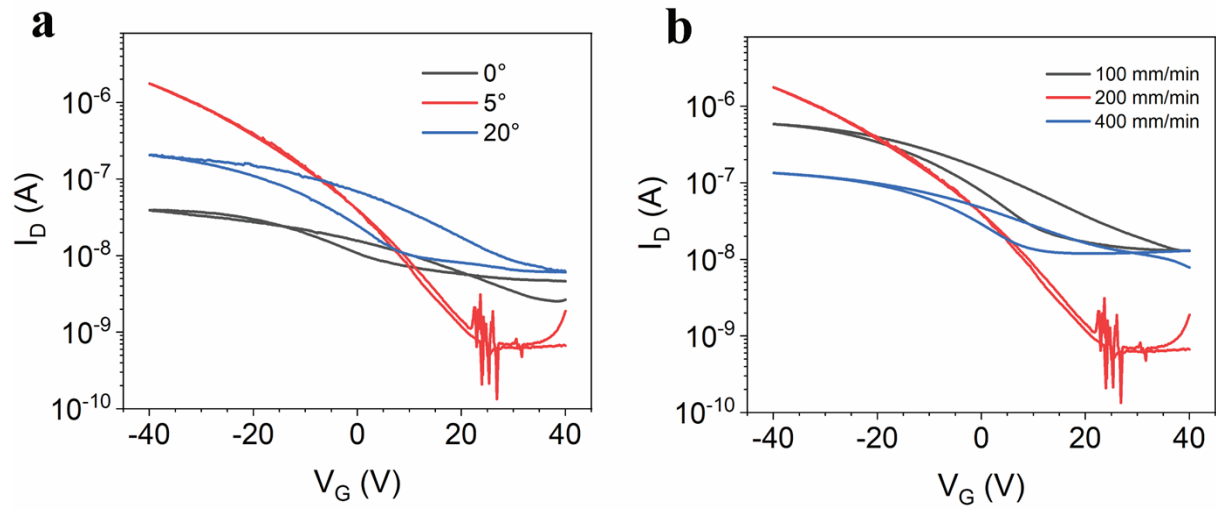 a
0°
5°
20°
10⁻⁶
10⁻⁷
10⁻⁸
10⁻⁹
10⁻¹⁰
I_D (A)
-40 -20 0 20 40
V_G (V)
b
100 mm/min
200 mm/min
400 mm/min
10⁻⁶
10⁻⁷
10⁻⁸
10⁻⁹
10⁻¹⁰
I_D (A)
-40 -20 0 20 40
V_G (V)